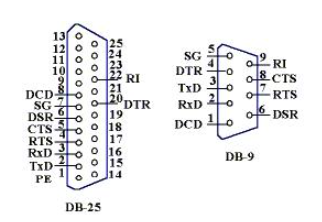 13
12
11
10
9
DCD 8
SG 7
DSR 6
CTS 5
RTS 4
RxD 3
TxD 2
PE 1
25
24
23
22 RI
21
20 DTR
19
18
17
16
15
14
DB-25
SG 5
DTR 4
TxD 3
RxD 2
DCD 1
9 RI
8 CTS
7 RTS
6 DSR
DB-9